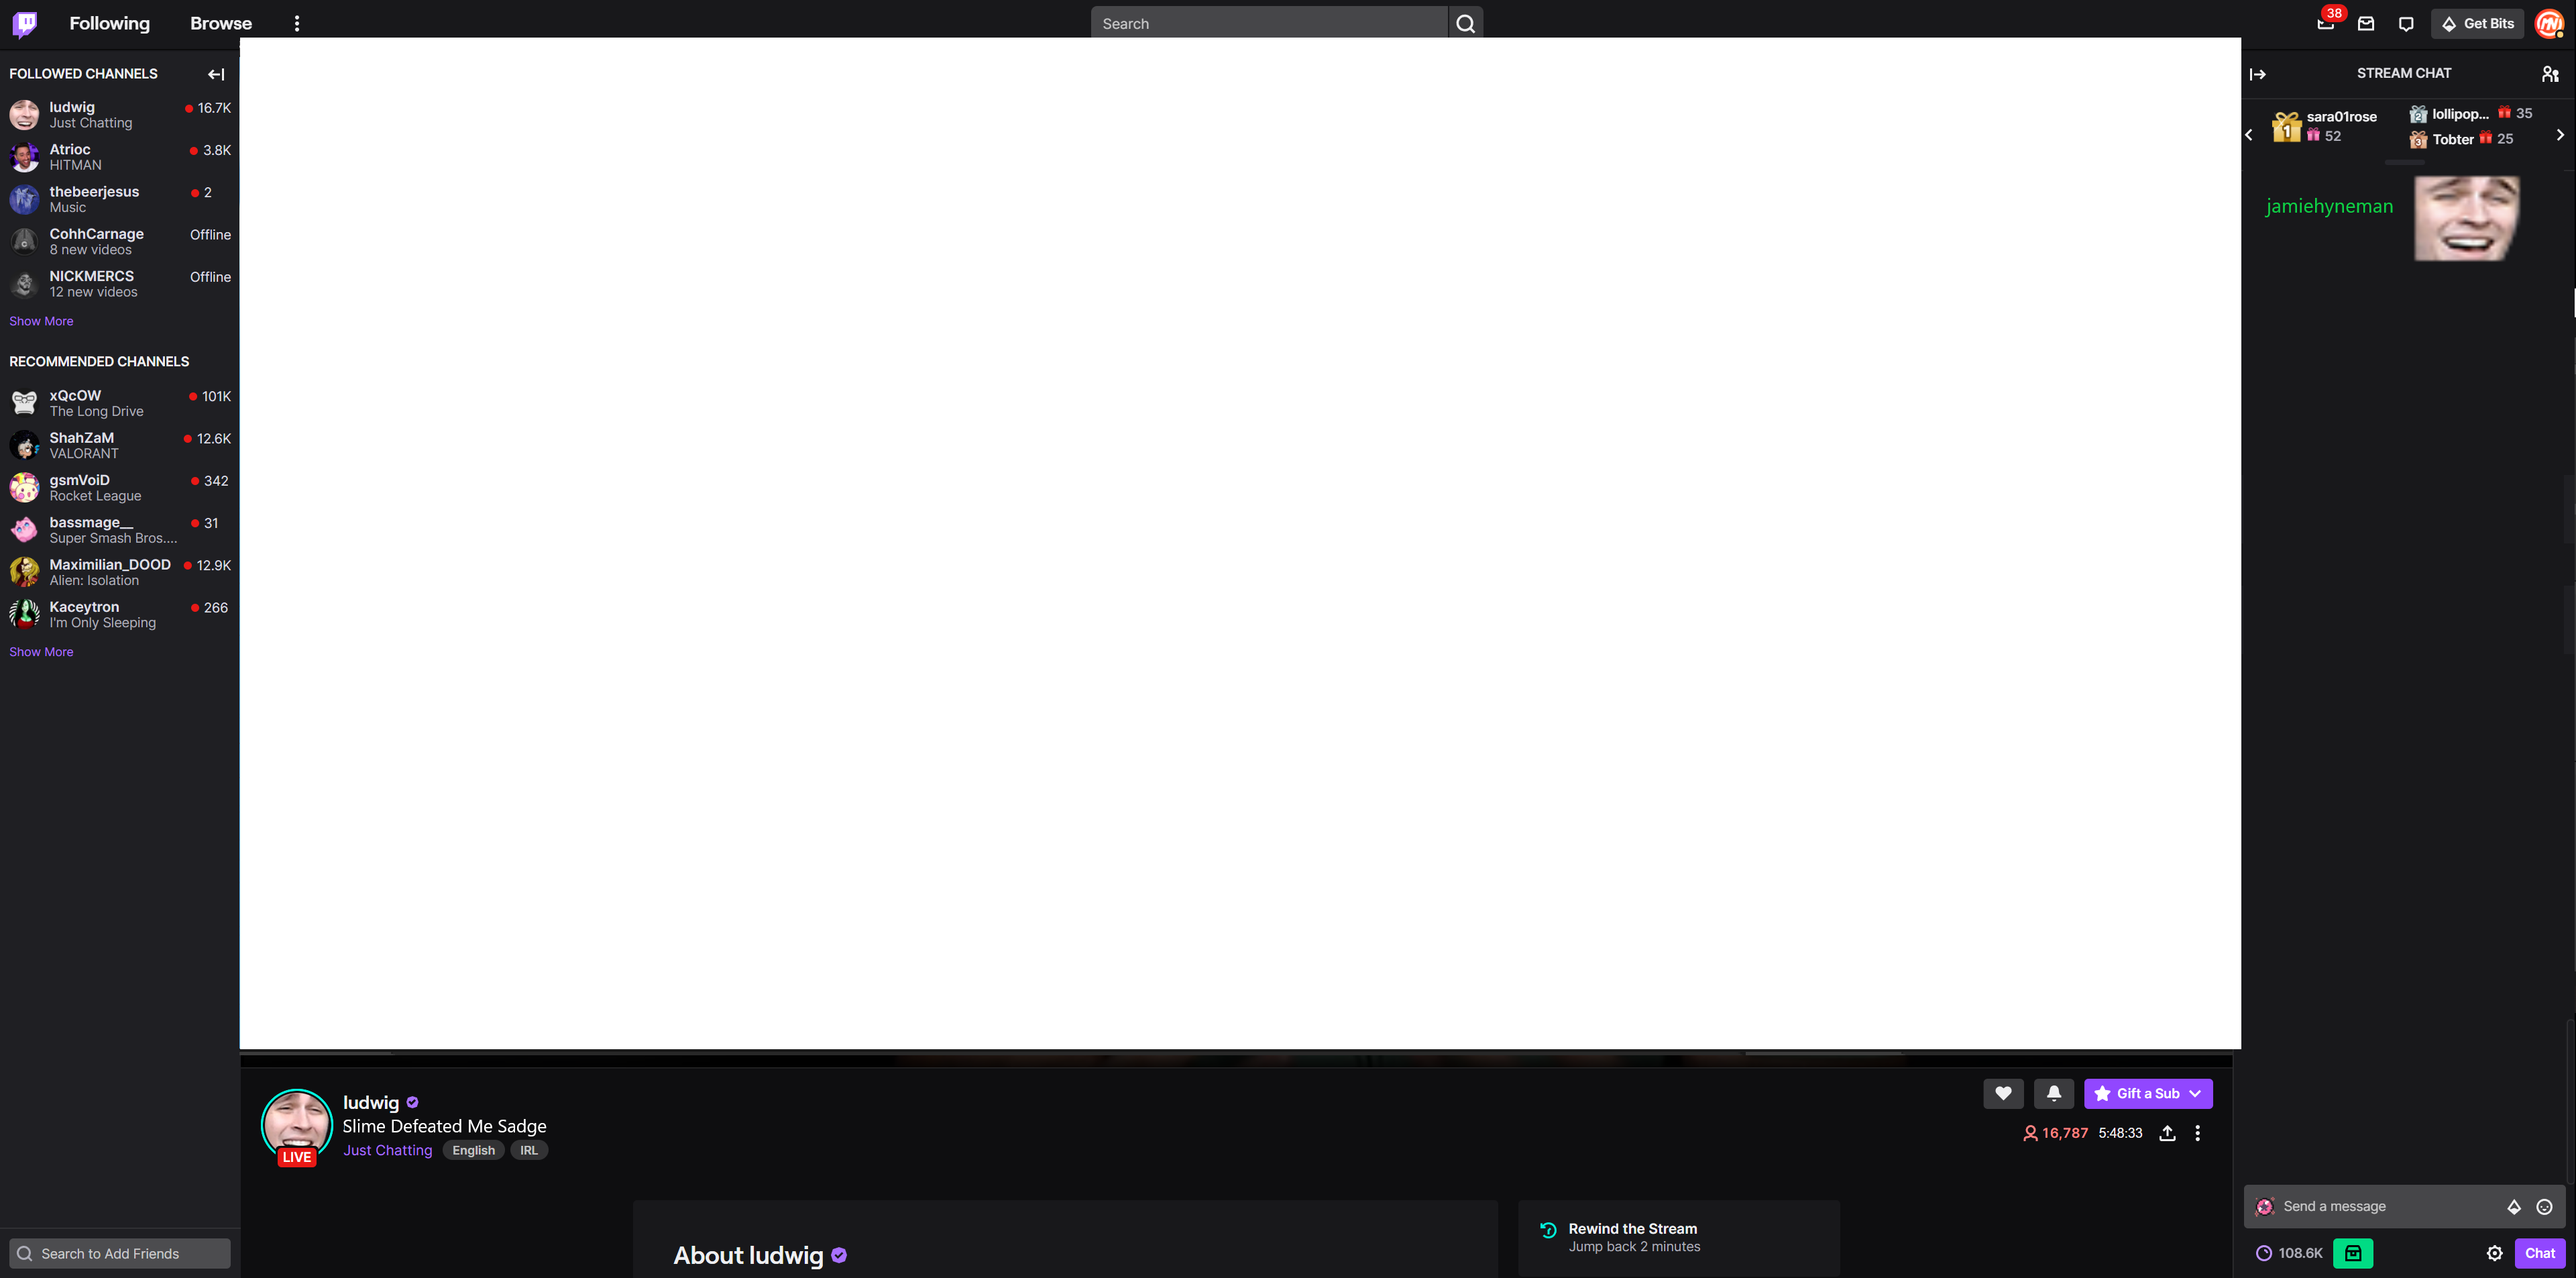 Following
Browse
Search
38
Get Bits
FOLLOWED CHANNELS
ludwig
16.7K
Just Chatting
Atrioc
3.8K
HITMAN
thebeerjesus
2
Music
CohhCarnage
Offline
8 new videos
NICKMERCS
Offline
12 new videos
Show More
RECOMMENDED CHANNELS
xQcOW
101K
The Long Drive
ShahZaM
12.6K
VALORANT
gsmVoiD
342
Rocket League
bassmage__
31
Super Smash Bros....
Maximilian_DOOD
12.9K
Alien: Isolation
Kaceytron
266
I'm Only Sleeping
Show More
Search to Add Friends
ludwig
Slime Defeated Me Sadge
Just Chatting
English
IRL
LIVE
Gift a Sub
16,787
5:48:33
About ludwig
Rewind the Stream
Jump back 2 minutes
STREAM CHAT
1
sara01rose
52
2
lollipop...
35
3
Tobter
25
jamiehyneman
Send a message
108.6K
Chat